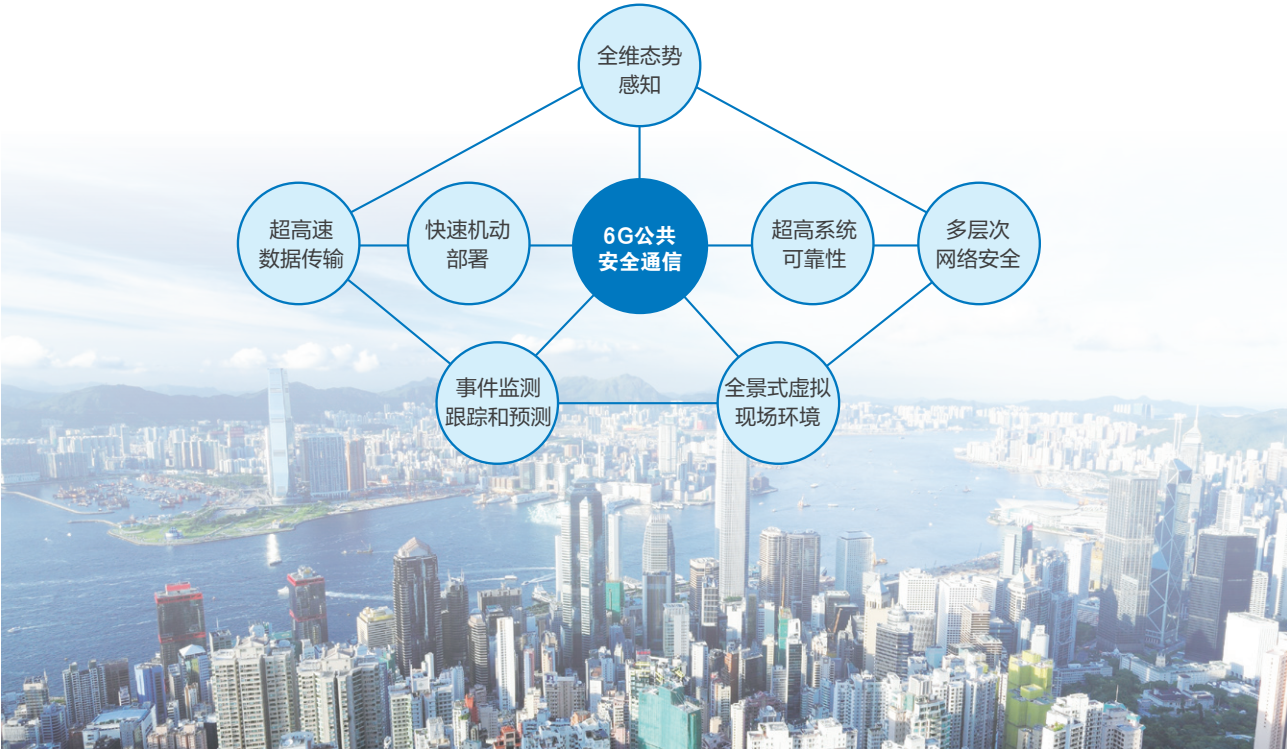 全维态势
感知
超高速
数据传输
快速机动
部署
6G公共
安全通信
超高系统
可靠性
多层次
网络安全
事件监测
跟踪和预测
全景式虚拟
现场环境